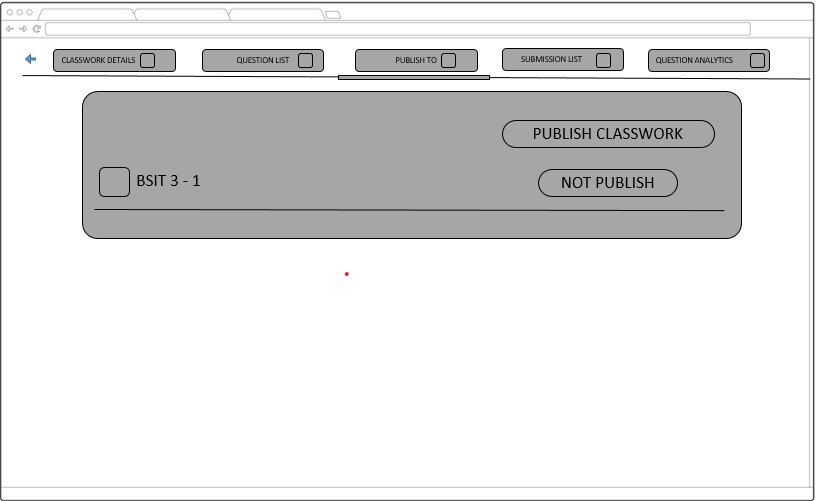 CLASSWORK DETAILS
QUESTION LIST
PUBLISH TO
SUBMISSION LIST
QUESTION ANALYTICS
PUBLISH CLASSWORK
BSIT 3 - 1
NOT PUBLISH